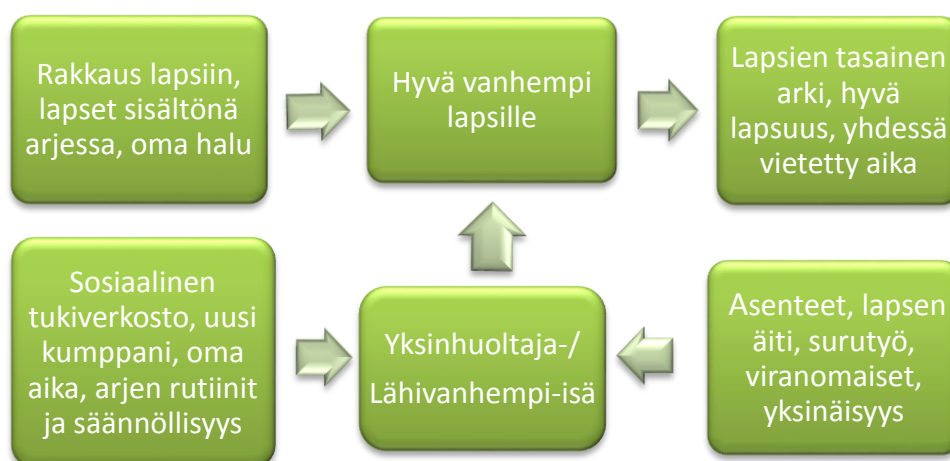 Rakkaus lapsiin,
lapset sisältönä
arjessa, oma halu
Hyvä vanhempi
lapsille
Lapsien tasainen
arki, hyvä
lapsuus, yhdessä
vietetty aika
Sosiaalinen
tukiverkosto, uusi
kumppani, oma
aika, arjen rutiinit
ja säännöllisyys
Yksinhuoltaja-/
Lähivanhempi-isä
Asenteet, lapsen
äiti, surutyö,
viranomaiset,
yksinäisyys